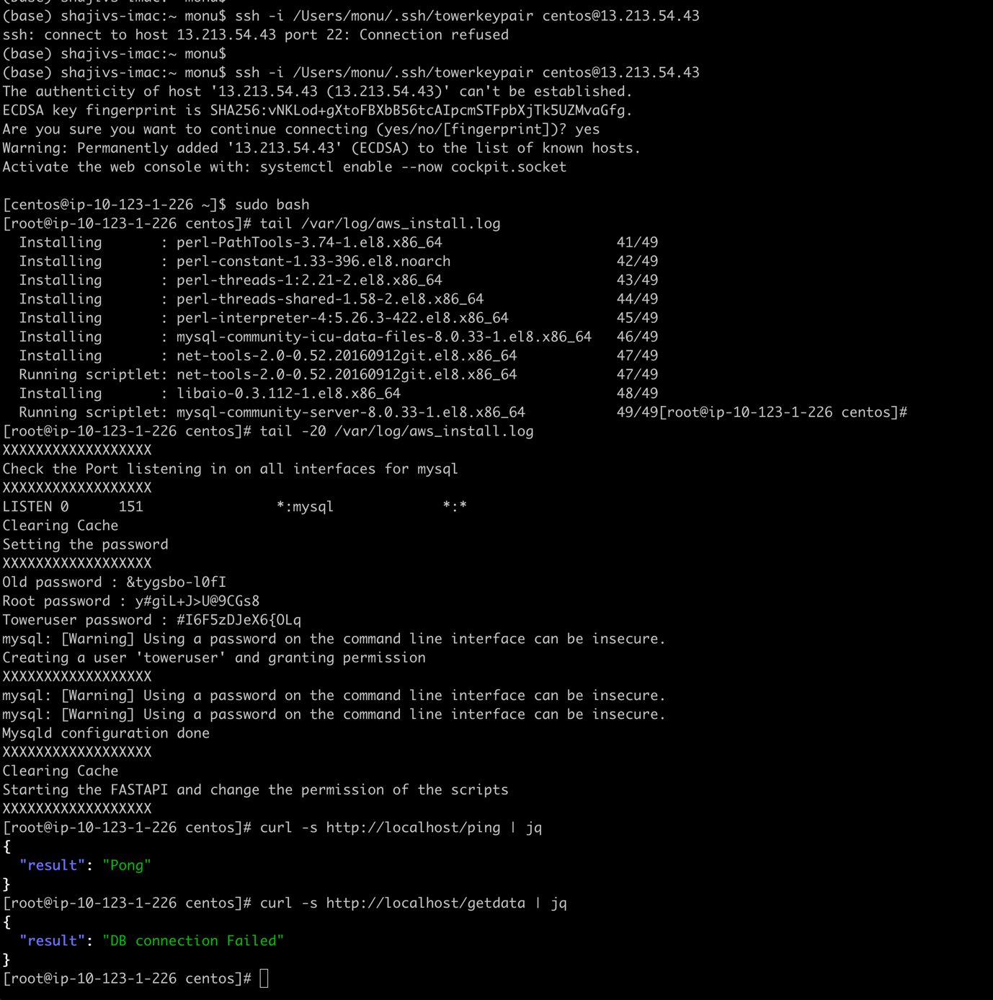 (base) shajivs-imac:~ monu$
(base) shajivs-imac:~ monu$ ssh -i /Users/monu/.ssh/towerkeypair centos@13.213.54.43
ssh: connect to host 13.213.54.43 port 22: Connection refused
(base) shajivs-imac:~ monu$
(base) shajivs-imac:~ monu$ ssh -i /Users/monu/.ssh/towerkeypair centos@13.213.54.43
The authenticity of host '13.213.54.43 (13.213.54.43)' can't be established.
ECDSA key fingerprint is SHA256:vNKLod+gXtoFBXbB56tcAIpcmSTFpbXjTk5UZMvaGfg.
Are you sure you want to continue connecting (yes/no/[fingerprint])? yes
Warning: Permanently added '13.213.54.43' (ECDSA) to the list of known hosts.
Activate the web console with: systemctl enable --now cockpit.socket
[centos@ip-10-123-1-226 ~]$ sudo bash
[root@ip-10-123-1-226 centos]# tail /var/log/aws_install.log
  Installing       : perl-PathTools-3.74-1.el8.x86_64                     41/49
  Installing       : perl-constant-1.33-396.el8.noarch                    42/49
  Installing       : perl-threads-1:2.21-2.el8.x86_64                     43/49
  Installing       : perl-threads-shared-1.58-2.el8.x86_64                44/49
  Installing       : perl-interpreter-4:5.26.3-422.el8.x86_64             45/49
  Installing       : mysql-community-icu-data-files-8.0.33-1.el8.x86_64   46/49
  Installing       : net-tools-2.0-0.52.20160912git.el8.x86_64            47/49
  Running scriptlet: net-tools-2.0-0.52.20160912git.el8.x86_64            47/49
  Installing       : libaio-0.3.112-1.el8.x86_64                          48/49
  Running scriptlet: mysql-community-server-8.0.33-1.el8.x86_64           49/49[root@ip-10-123-1-226 centos]#
[root@ip-10-123-1-226 centos]# tail -20 /var/log/aws_install.log
XXXXXXXXXXXXXXXXXX
Check the Port listening in on all interfaces for mysql
XXXXXXXXXXXXXXXXXX
LISTEN 0      151                *:mysql             *:*
Clearing Cache
Setting the password
XXXXXXXXXXXXXXXXXX
Old password : &tygsbo-l0fI
Root password : y#giL+J>U@9CGs8
Toweruser password : #I6F5zDJeX6{OLq
mysql: [Warning] Using a password on the command line interface can be insecure.
Creating a user 'toweruser' and granting permission
XXXXXXXXXXXXXXXXXX
mysql: [Warning] Using a password on the command line interface can be insecure.
mysql: [Warning] Using a password on the command line interface can be insecure.
Mysqld configuration done
XXXXXXXXXXXXXXXXXX
Clearing Cache
Starting the FASTAPI and change the permission of the scripts
XXXXXXXXXXXXXXXXXX
[root@ip-10-123-1-226 centos]# curl -s http://localhost/ping | jq
{
  "result": "Pong"
}
[root@ip-10-123-1-226 centos]# curl -s http://localhost/getdata | jq
{
  "result": "DB connection Failed"
}
[root@ip-10-123-1-226 centos]#